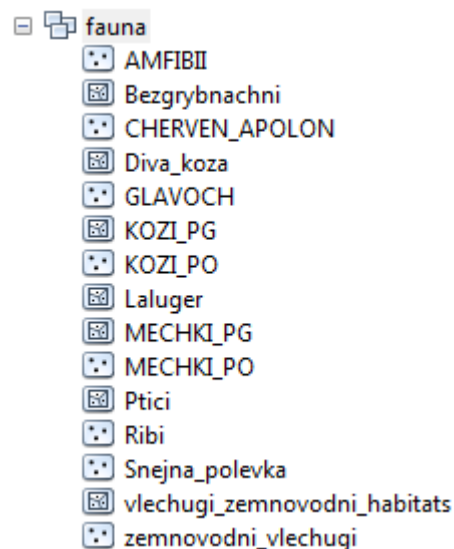 fauna
AMFIBII
Bezgrybnachni
CHERVEN_APOLON
Diva_koza
GLAVOCH
KOZI_PG
KOZI_PO
Laluger
MECHKI_PG
MECHKI_PO
Ptici
Ribi
Snejna_polevka
vlechugi_zemnovodni_habitats
zemnovodni_vlechugi